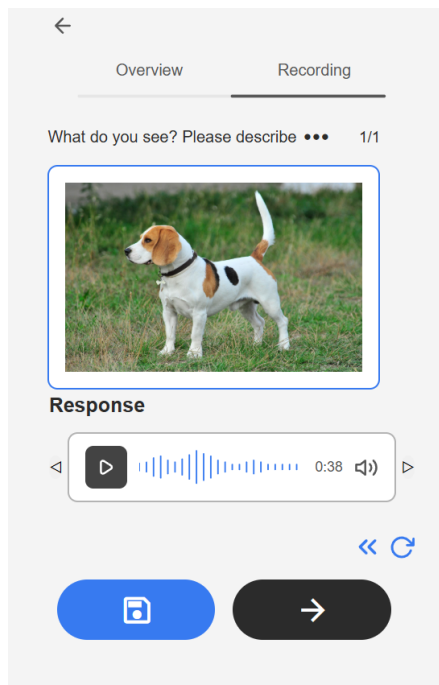 Overview
Recording
What do you see? Please describe ••• 1/1
Response
0:38